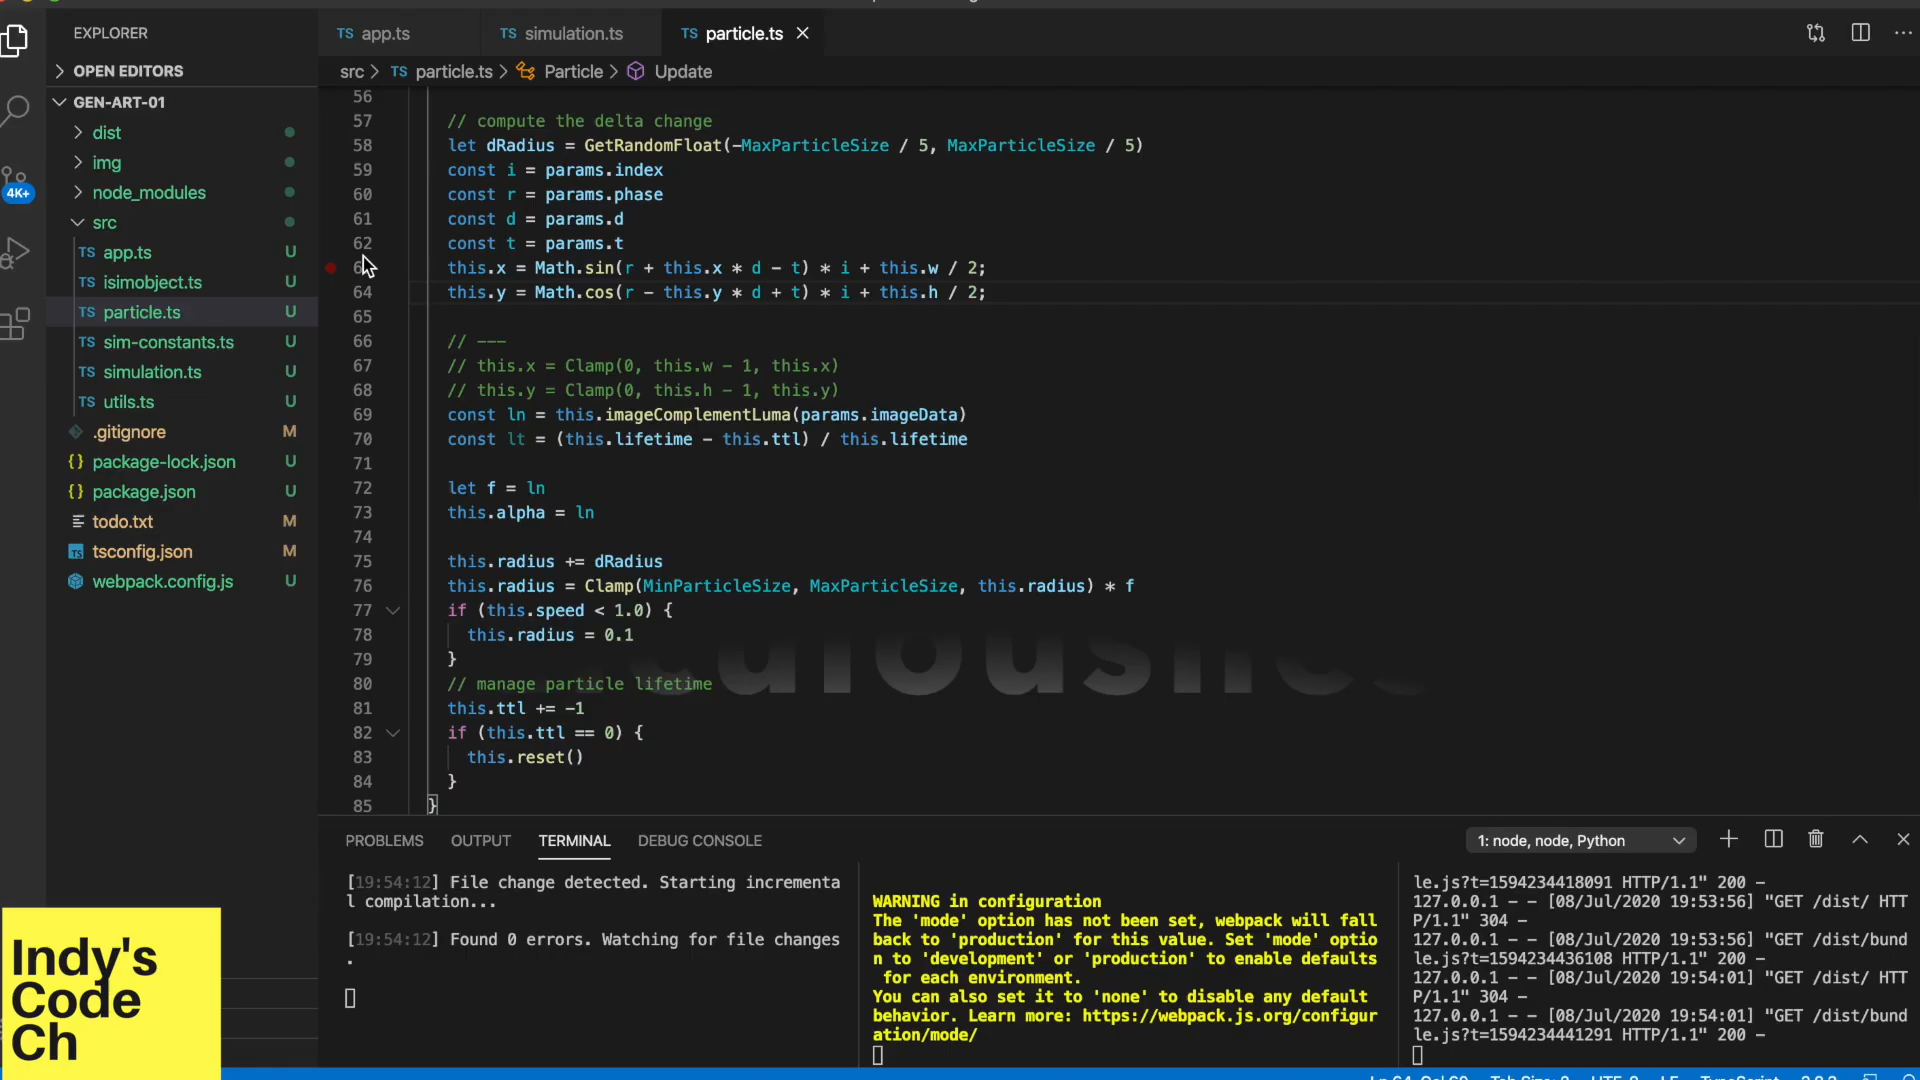 EXPLORER
TS app.ts
TS simulation.ts
TS particle.ts
OPEN EDITORS
src > TS particle.ts > Particle > Update
GEN-ART-01
dist
img
node_modules
src
TS app.ts U
TS isimobject.ts U
TS particle.ts U
TS sim-constants.ts U
TS simulation.ts U
TS utils.ts U
.gitignore M
{} package-lock.json U
{} package.json U
todo.txt M
TS tsconfig.json M
webpack.config.js U
4K+
56
57 // compute the delta change
58 let dRadius = GetRandomFloat(-MaxParticleSize / 5, MaxParticleSize / 5)
59 const i = params.index
60 const r = params.phase
61 const d = params.d
62 const t = params.t
this.x = Math.sin(r + this.x * d - t) * i + this.w / 2;
64 this.y = Math.cos(r - this.y * d + t) * i + this.h / 2;
65
66 // ---
67 // this.x = Clamp(0, this.w - 1, this.x)
68 // this.y = Clamp(0, this.h - 1, this.y)
69 const ln = this.imageComplementLuma(params.imageData)
70 const lt = (this.lifetime - this.ttl) / this.lifetime
71
72 let f = ln
73 this.alpha = ln
74
75 this.radius += dRadius
76 this.radius = Clamp(MinParticleSize, MaxParticleSize, this.radius) * f
77 if (this.speed < 1.0) {
78 this.radius = 0.1
79 }
80 // manage particle lifetime
81 this.ttl += -1
82 if (this.ttl == 0) {
83 this.reset()
84 }
85 }
PROBLEMS OUTPUT TERMINAL DEBUG CONSOLE
1: node, node, Python
[19:54:12] File change detected. Starting incrementa
l compilation...
[19:54:12] Found 0 errors. Watching for file changes
.
WARNING in configuration
The 'mode' option has not been set, webpack will fall
back to 'production' for this value. Set 'mode' optio
n to 'development' or 'production' to enable defaults
for each environment.
You can also set it to 'none' to disable any default
behavior. Learn more: https://webpack.js.org/configur
ation/mode/
le.js?t=1594234418091 HTTP/1.1" 200 -
127.0.0.1 - - [08/Jul/2020 19:53:56] "GET /dist/ HTT
P/1.1" 304 -
127.0.0.1 - - [08/Jul/2020 19:53:56] "GET /dist/bund
le.js?t=1594234436108 HTTP/1.1" 200 -
127.0.0.1 - - [08/Jul/2020 19:54:01] "GET /dist/ HTT
P/1.1" 304 -
127.0.0.1 - - [08/Jul/2020 19:54:01] "GET /dist/bund
le.js?t=1594234441291 HTTP/1.1" 200 -
Indy's
Code
Ch